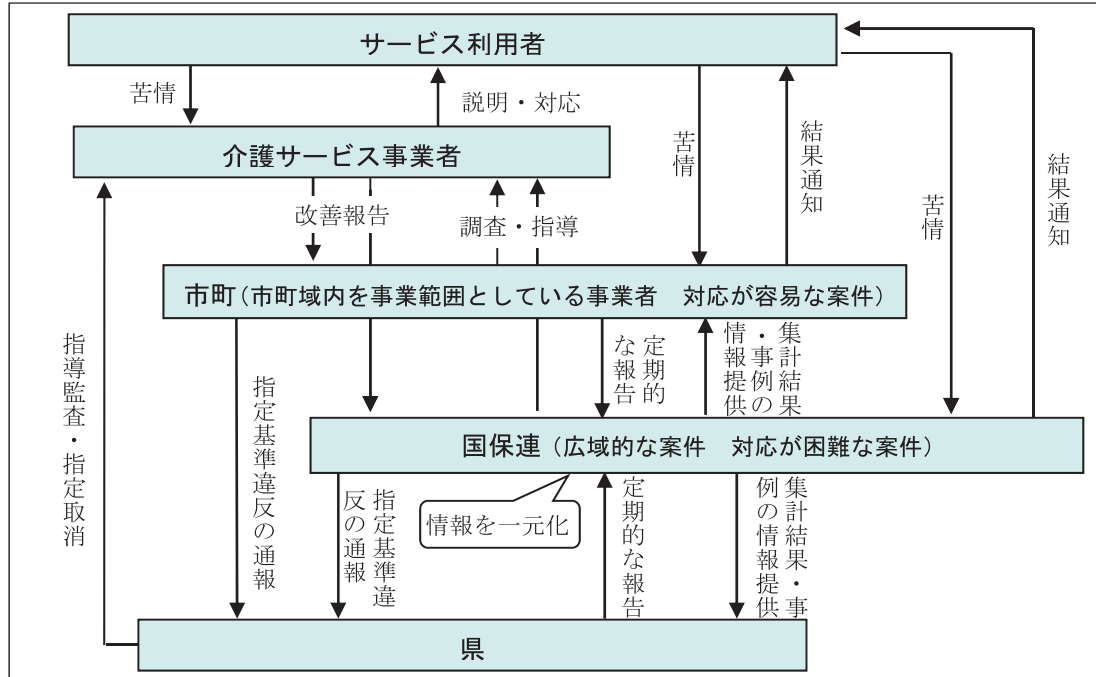 サービス利用者
苦情
説明・対応
介護サービス事業者
苦情
結果通知
結果通知
苦情
改善報告
調査・指導
市町(市町域内を事業範囲としている事業者　対応が容易な案件)
指導監査・指定取消
指定基準違反の通報
定期的
な報告
集計結果
・事例の
情報提供
国保連(広域的な案件　対応が困難な案件)
情報を一元化
指定基準違
反の通報
定期的な報告
集計結果・事
例の情報提供
県